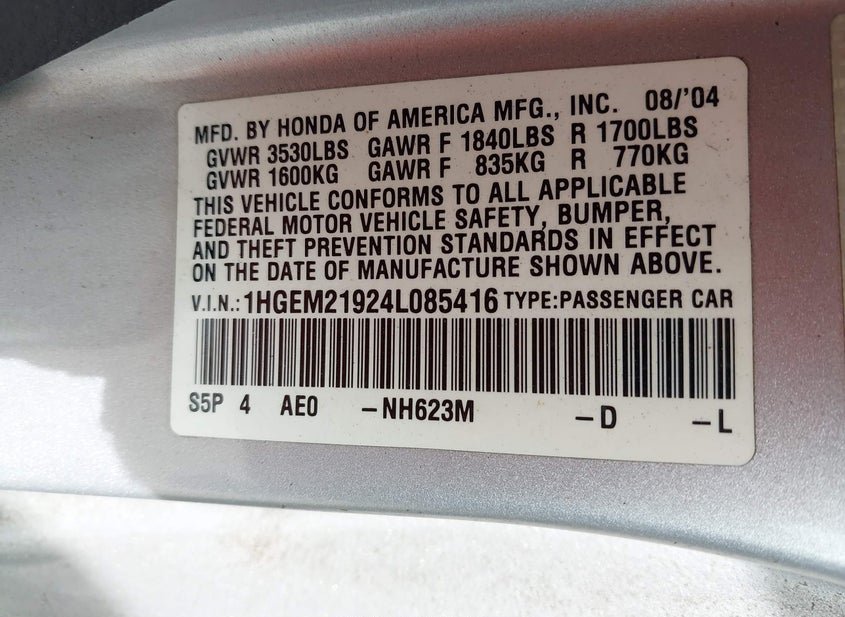 MFD. BY HONDA OF AMERICA MFG., INC. 08/'04
GVWR 3530LBS GAWR F 1840LBS R 1700LBS
GVWR 1600KG GAWR F 835KG R 770KG
THIS VEHICLE CONFORMS TO ALL APPLICABLE
FEDERAL MOTOR VEHICLE SAFETY, BUMPER,
AND THEFT PREVENTION STANDARDS IN EFFECT
ON THE DATE OF MANUFACTURE SHOWN ABOVE.
V.I.N.: 1HGEM21924L085416 TYPE:PASSENGER CAR
S5P 4 AE0 -NH623M -D -L